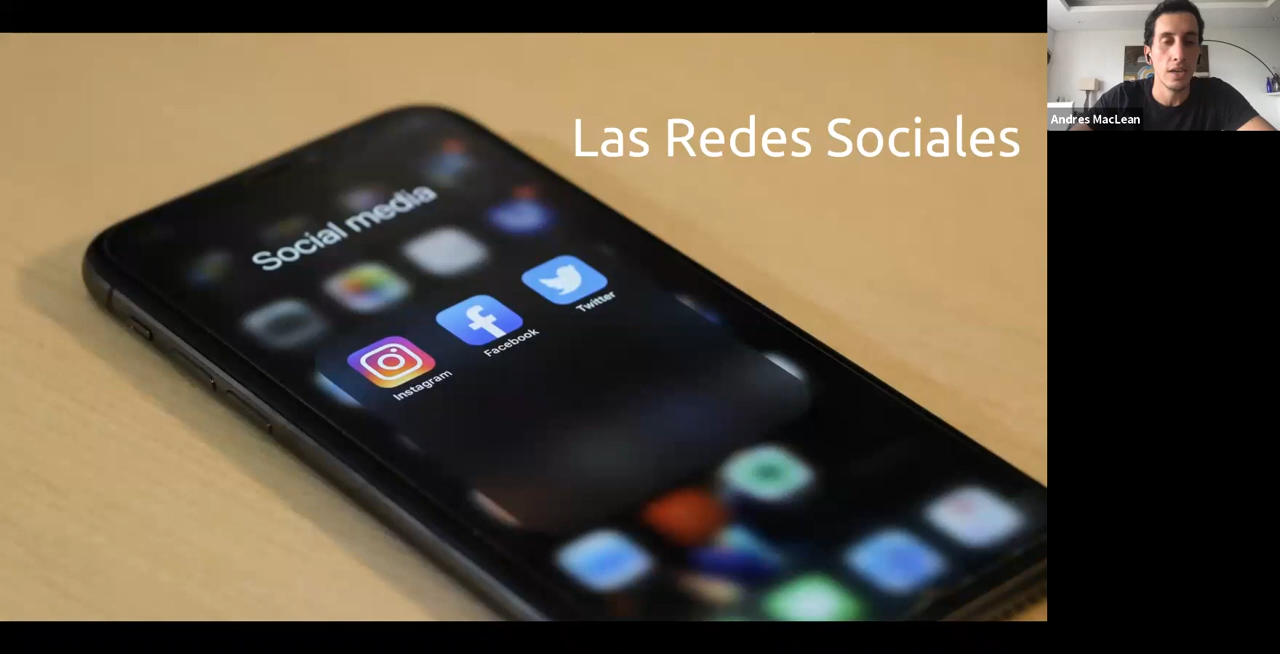 Las Redes Sociales
Social media
Instagram
Facebook
Twitter
Andres MacLean